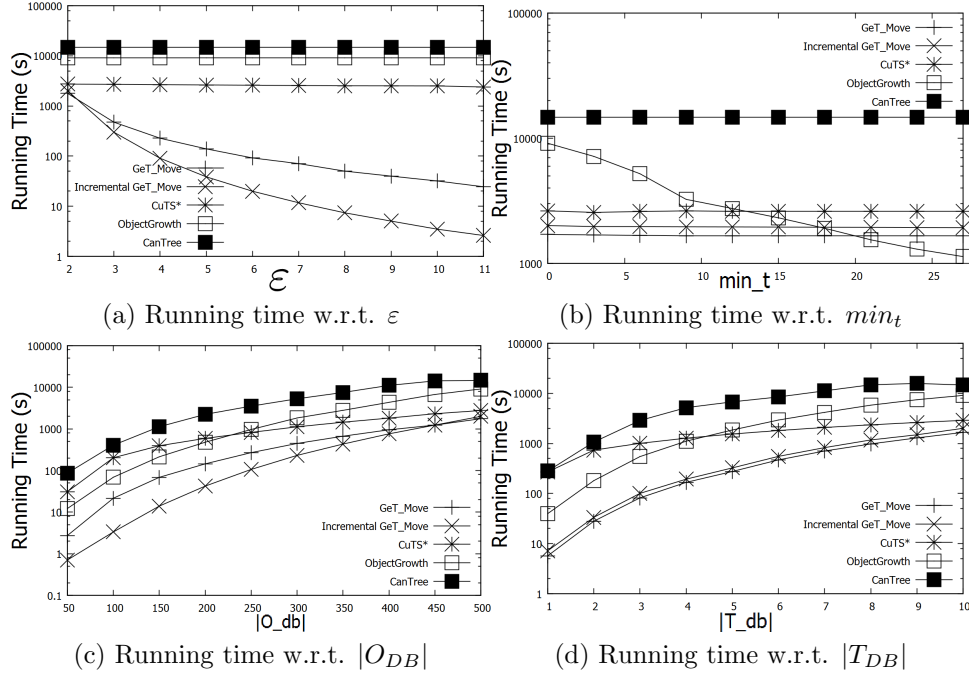 100000
10000
1000
100
10
1
Running Time (s)
GeT_Move
Incremental GeT_Move
CuTS*
ObjectGrowth
CanTree
2 3 4 5 6 7 8 9 10 11
ε
(a) Running time w.r.t. ε
100000
10000
1000
Running Time (s)
GeT_Move
Incremental GeT_Move
CuTS*
ObjectGrowth
CanTree
0 5 10 15 20 25
min_t
(b) Running time w.r.t. min_t
100000
10000
1000
100
10
1
0.1
Running Time (s)
GeT_Move
Incremental GeT_Move
CuTS*
ObjectGrowth
CanTree
50 100 150 200 250 300 350 400 450 500
|O_db|
(c) Running time w.r.t. |O_DB|
100000
10000
1000
100
10
1
Running Time (s)
GeT_Move
Incremental GeT_Move
CuTS*
ObjectGrowth
CanTree
1 2 3 4 5 6 7 8 9 10
|T_db|
(d) Running time w.r.t. |T_DB|